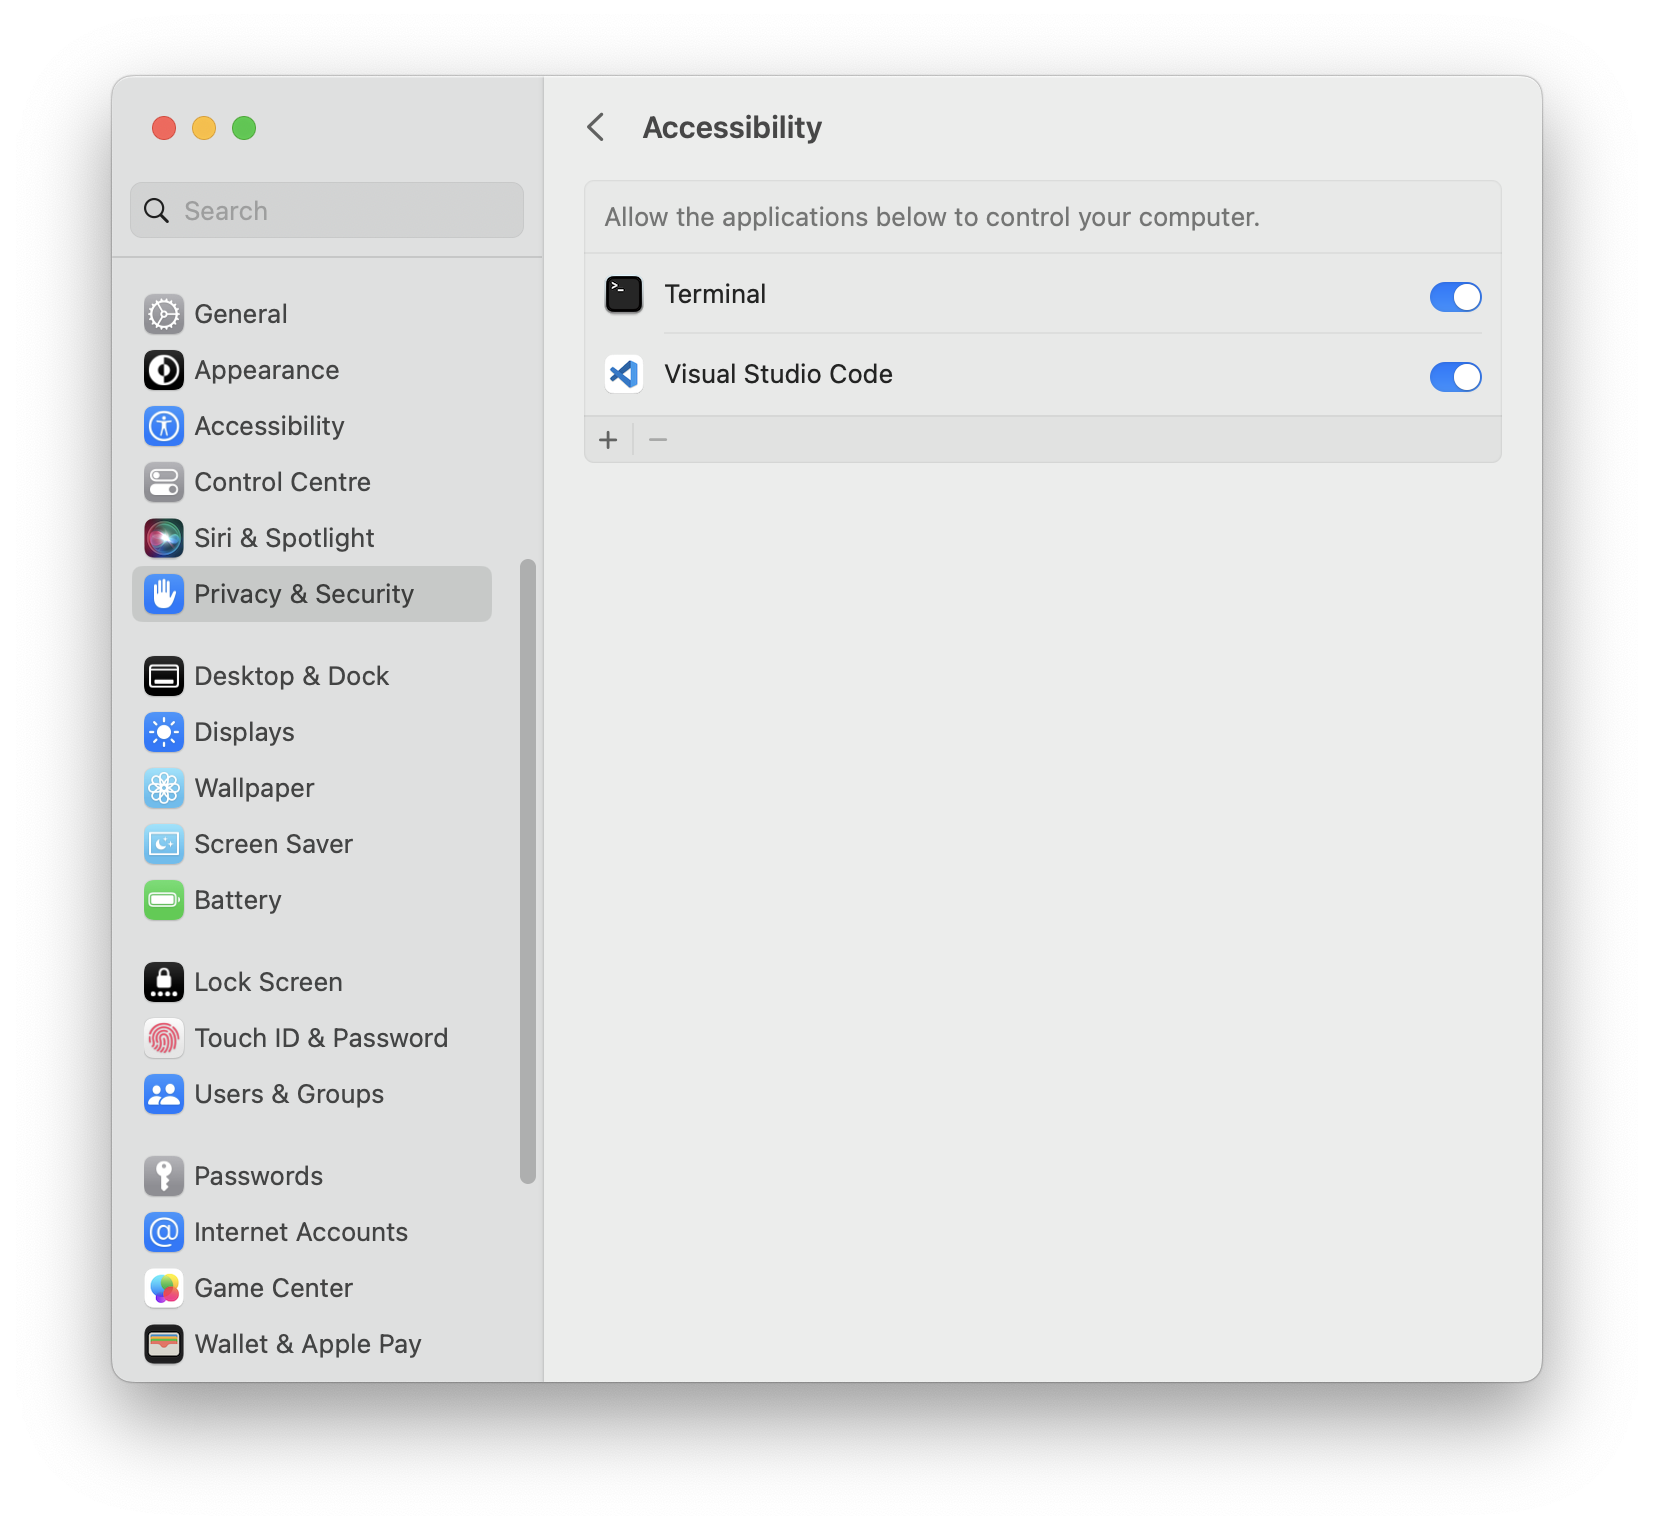 Search
General
Appearance
Accessibility
Control Centre
Siri & Spotlight
Privacy & Security
Desktop & Dock
Displays
Wallpaper
Screen Saver
Battery
Lock Screen
Touch ID & Password
Users & Groups
Passwords
Internet Accounts
Game Center
Wallet & Apple Pay
Accessibility
Allow the applications below to control your computer.
Terminal
Visual Studio Code